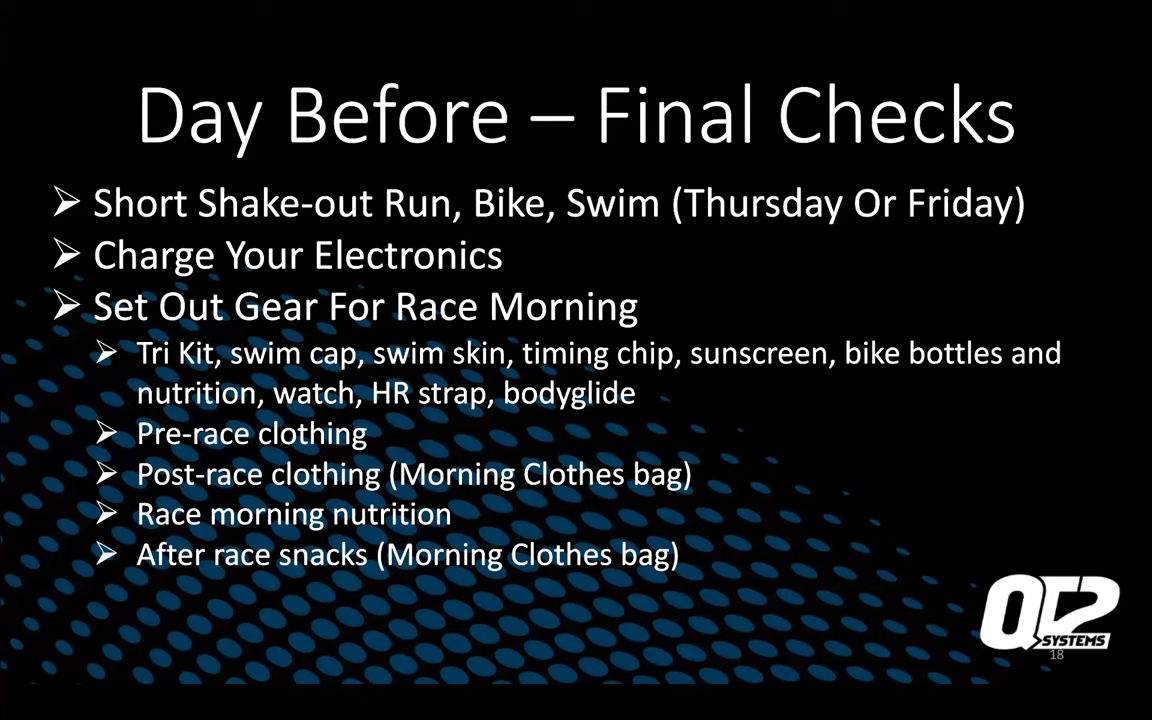 Day Before – Final Checks
➢ Short Shake-out Run, Bike, Swim (Thursday Or Friday)
➢ Charge Your Electronics
➢ Set Out Gear For Race Morning
➢ Tri Kit, swim cap, swim skin, timing chip, sunscreen, bike bottles and
nutrition, watch, HR strap, bodyglide
➢ Pre-race clothing
➢ Post-race clothing (Morning Clothes bag)
➢ Race morning nutrition
➢ After race snacks (Morning Clothes bag)
QT2
SYSTEMS
18